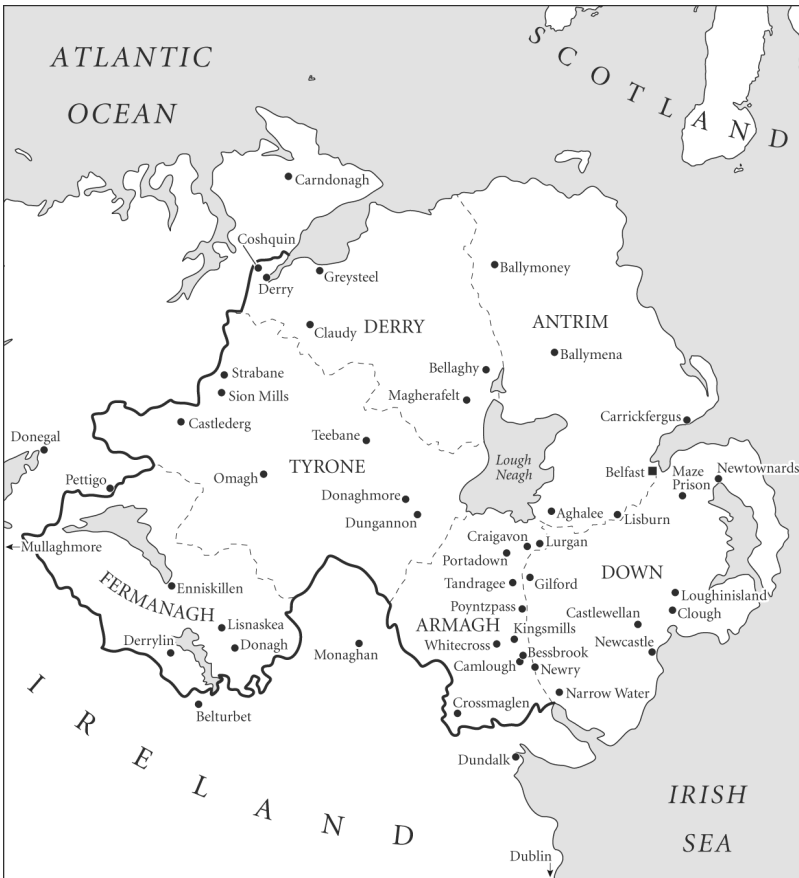 ATLANTIC
OCEAN
SCOTLAND
Carndonagh
Coshquin
Derry
Greysteel
Ballymoney
Claudy
DERRY
ANTRIM
Ballymena
Strabane
Bellaghy
Sion Mills
Magherafelt
Castlederg
Carrickfergus
Donegal
Teebane
Lough
Neagh
TYRONE
Belfast
Maze
Prison
Newtownards
Pettigo
Omagh
Donaghmore
Dungannon
Aghalee
Lisburn
Mullaghmore
Craigavon
Lurgan
Portadown
DOWN
FERMANAGH
Enniskillen
Tandragee
Gilford
Loughinisland
Poyntzpass
Castlewellan
Clough
Lisnaskea
ARMAGH
Kingsmills
Derrylin
Donagh
Monaghan
Whitecross
Bessbrook
Newcastle
Camlough
Newry
Narrow Water
Crossmaglen
Belturbet
IRELAND
Dundalk
IRISH
SEA
Dublin